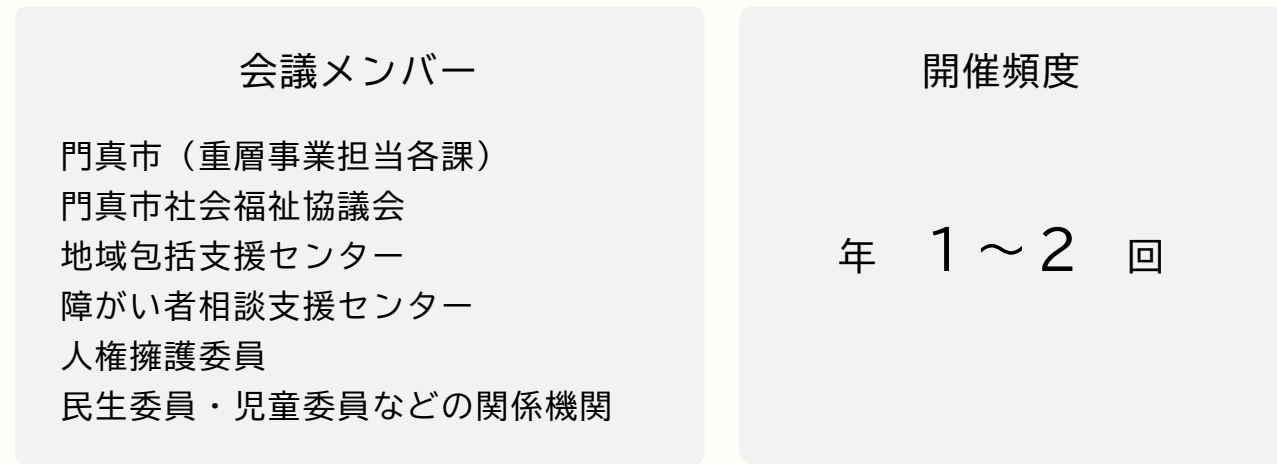 会議メンバー
門真市（重層事業担当各課）
門真市社会福祉協議会
地域包括支援センター
障がい者相談支援センター
人権擁護委員
民生委員・児童委員などの関係機関
開催頻度
年 1～2 回